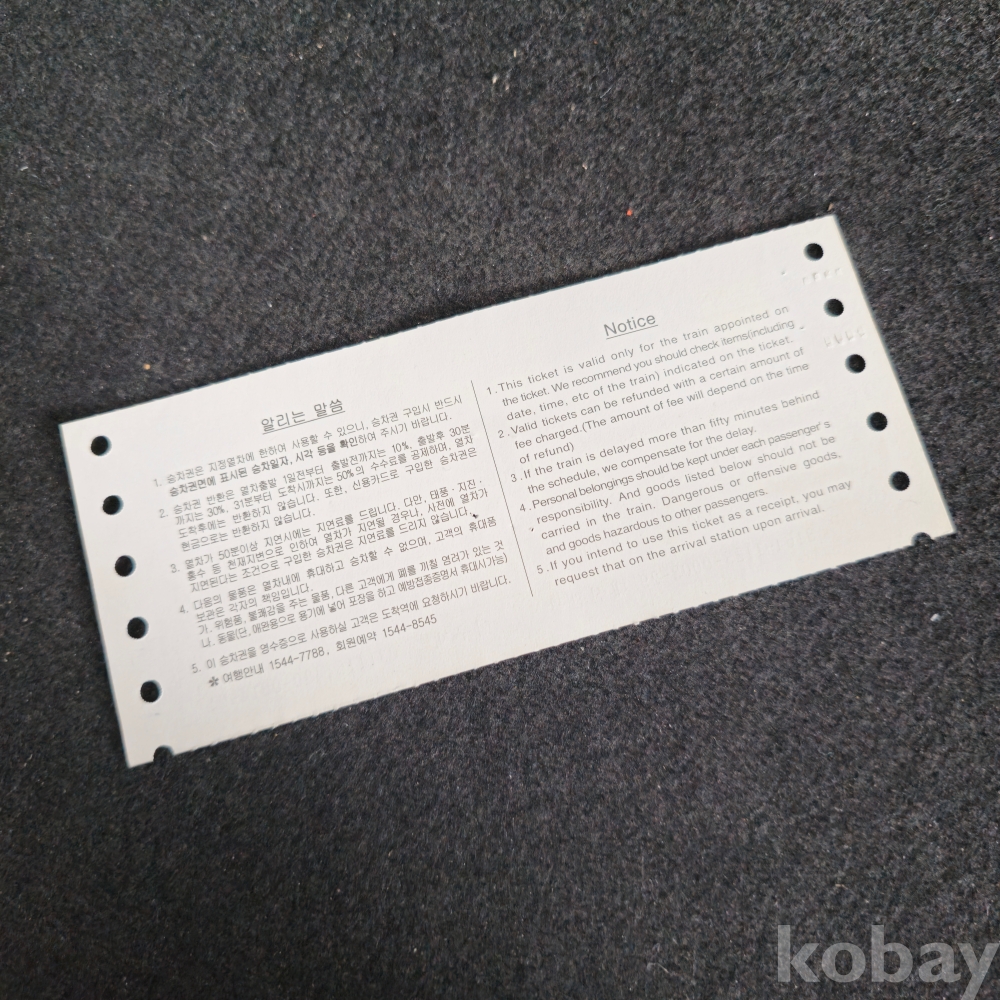 알리는 말씀
1. 승차권은 지정열차에 한하여 사용할 수 있으니, 승차권 구입시 반드시
승차권면에 표시된 승차일자, 시각 등을 확인하여 주시기 바랍니다.
2. 승차권 반환은 열차출발 1일전부터 출발전까지는 10%, 출발후 30분
까지는 30%, 31분부터 도착시까지는 50%의 수수료를 공제하며, 열차
도착후에는 반환하지 않습니다. 또한, 신용카드로 구입한 승차권은
현금으로는 반환하지 않습니다.
3. 열차가 50분이상 지연시에는 지연료를 드립니다. 다만, 태풍·지진·
홍수 등 천재지변으로 인하여 열차가 지연될 경우나, 사전에 열차가
지연된다는 조건으로 구입한 승차권은 지연료를 드리지 않습니다.
4. 다음의 물품은 열차내에 휴대하고 승차할 수 없으며, 고객의 휴대품
보관은 각자의 책임입니다.
가. 위험품, 불쾌감을 주는 물품, 다른 고객에게 폐를 끼칠 염려가 있는 것
나. 동물(단, 애완용으로 용기에 넣어 포장을 하고 예방접종증명서 휴대시가능)
5. 이 승차권을 영수증으로 사용하실 고객은 도착역에 요청하시기 바랍니다.
※ 여행안내 1544-7788, 회원예약 1544-8545
Notice
1. This ticket is valid only for the train appointed on
the ticket. We recommend you should check items(including
date, time, etc of the train) indicated on the ticket.
2. Valid tickets can be refunded with a certain amount of
fee charged.(The amount of fee will depend on the time
of refund)
3. If the train is delayed more than fifty minutes behind
the schedule, we compensate for the delay.
4. Personal belongings should be kept under each passenger's
responsibility. And goods listed below should not be
carried in the train. Dangerous or offensive goods,
and goods hazardous to other passengers.
5. If you intend to use this ticket as a receipt, you may
request that on the arrival station upon arrival.
kobay